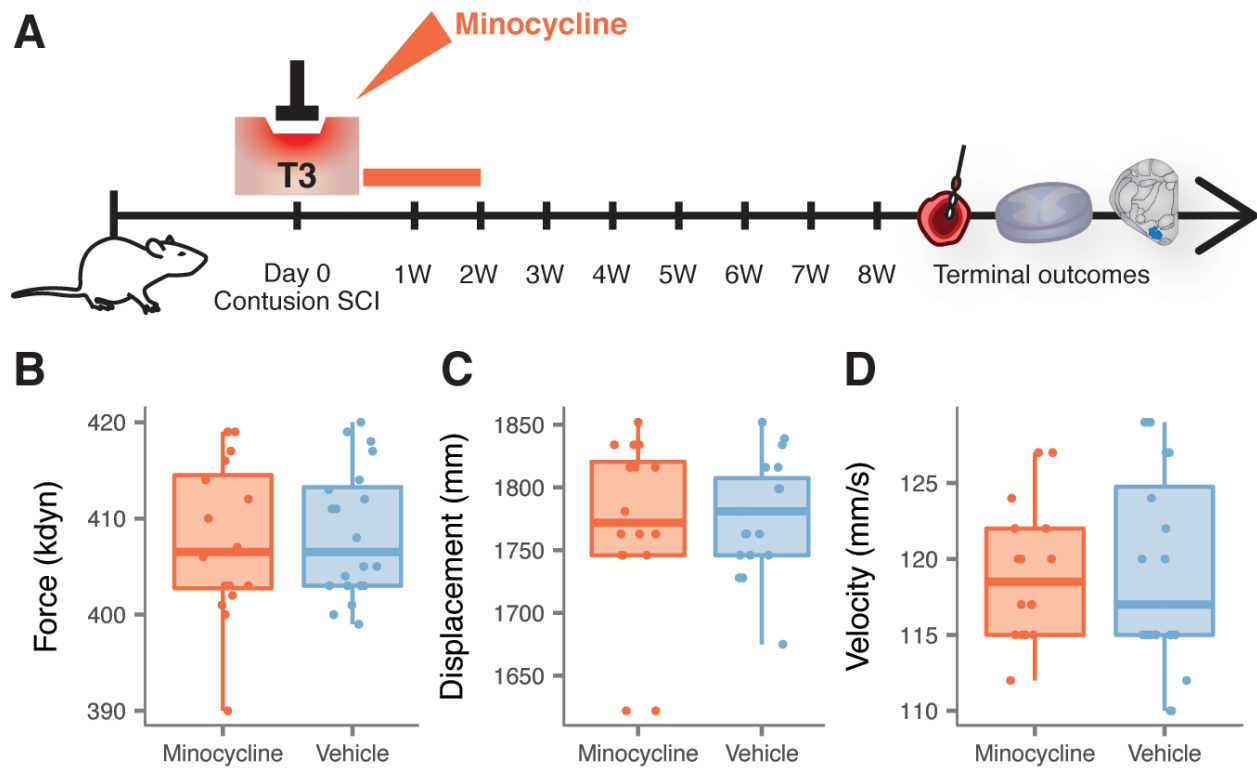 A
Minocycline
T3
Day 0
Contusion SCI
1W 2W 3W 4W 5W 6W 7W 8W
Terminal outcomes
B
Force (kdyn)
420
410
400
390
Minocycline Vehicle
C
Displacement (mm)
1850
1800
1750
1700
1650
Minocycline Vehicle
D
Velocity (mm/s)
125
120
115
110
Minocycline Vehicle